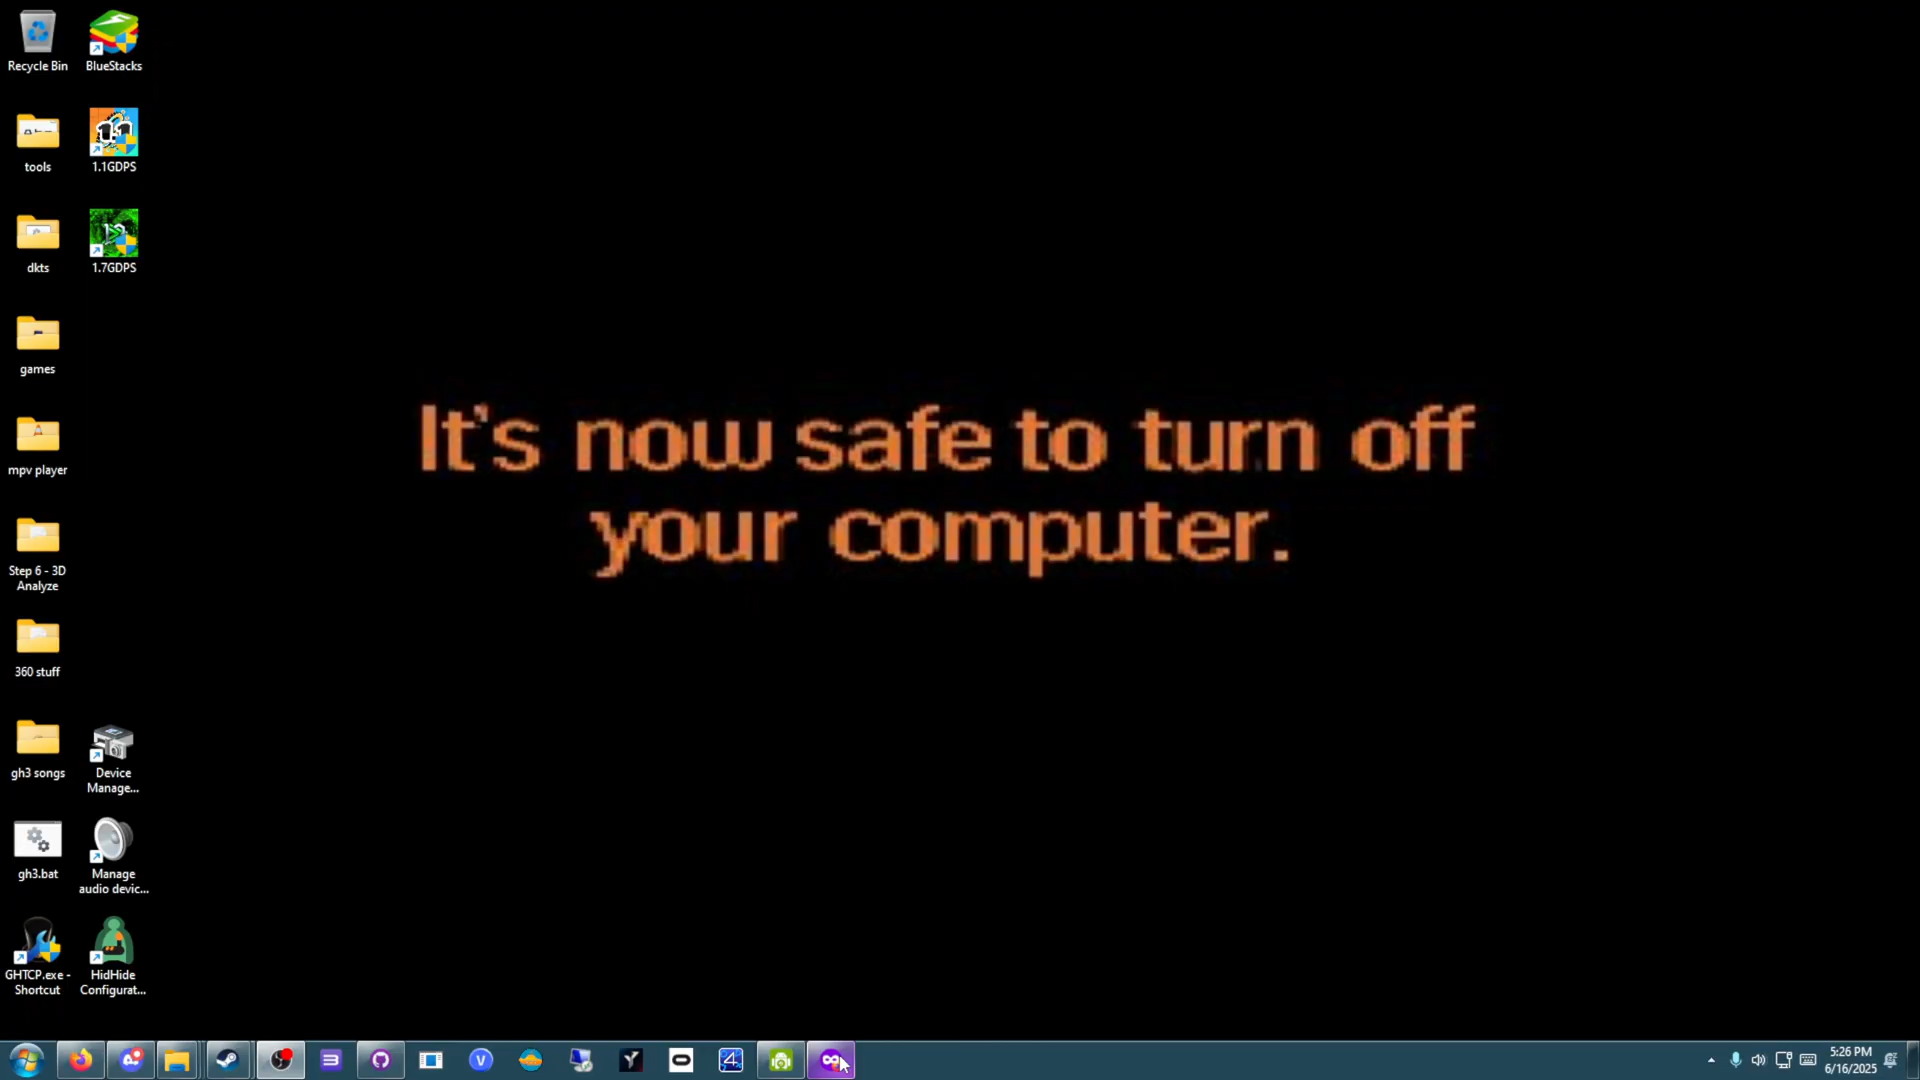 Recycle Bin
BlueStacks
tools
1.1GDPS
dkts
1.7GDPS
games
mpv player
Step 6 - 3D
Analyze
360 stuff
gh3 songs
Device
Manage...
gh3.bat
Manage
audio devic...
GHTCP.exe -
Shortcut
HidHide
Configurat...
It's now safe to turn off
your computer.
5:26 PM
6/16/2025